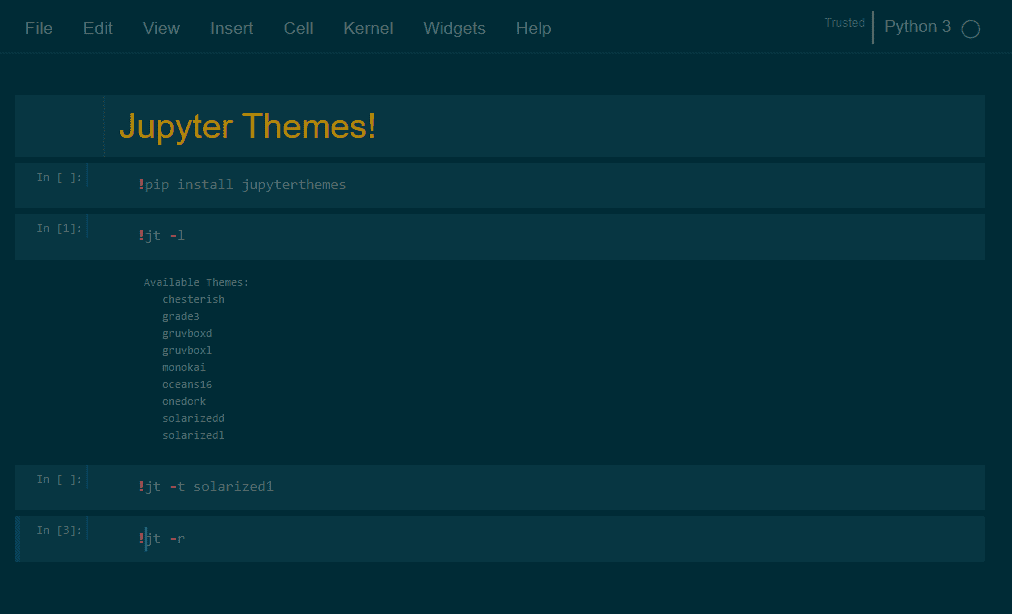 File Edit View Insert Cell Kernel Widgets Help Trusted Python 3
Jupyter Themes!
In [ ]: !pip install jupyterthemes
In [1]: !jt -l
Available Themes:
chesterish
grade3
gruvboxd
gruvboxl
monokai
oceans16
onedork
solarizedd
solarizedl
In [ ]: !jt -t solarized1
In [3]: !jt -r